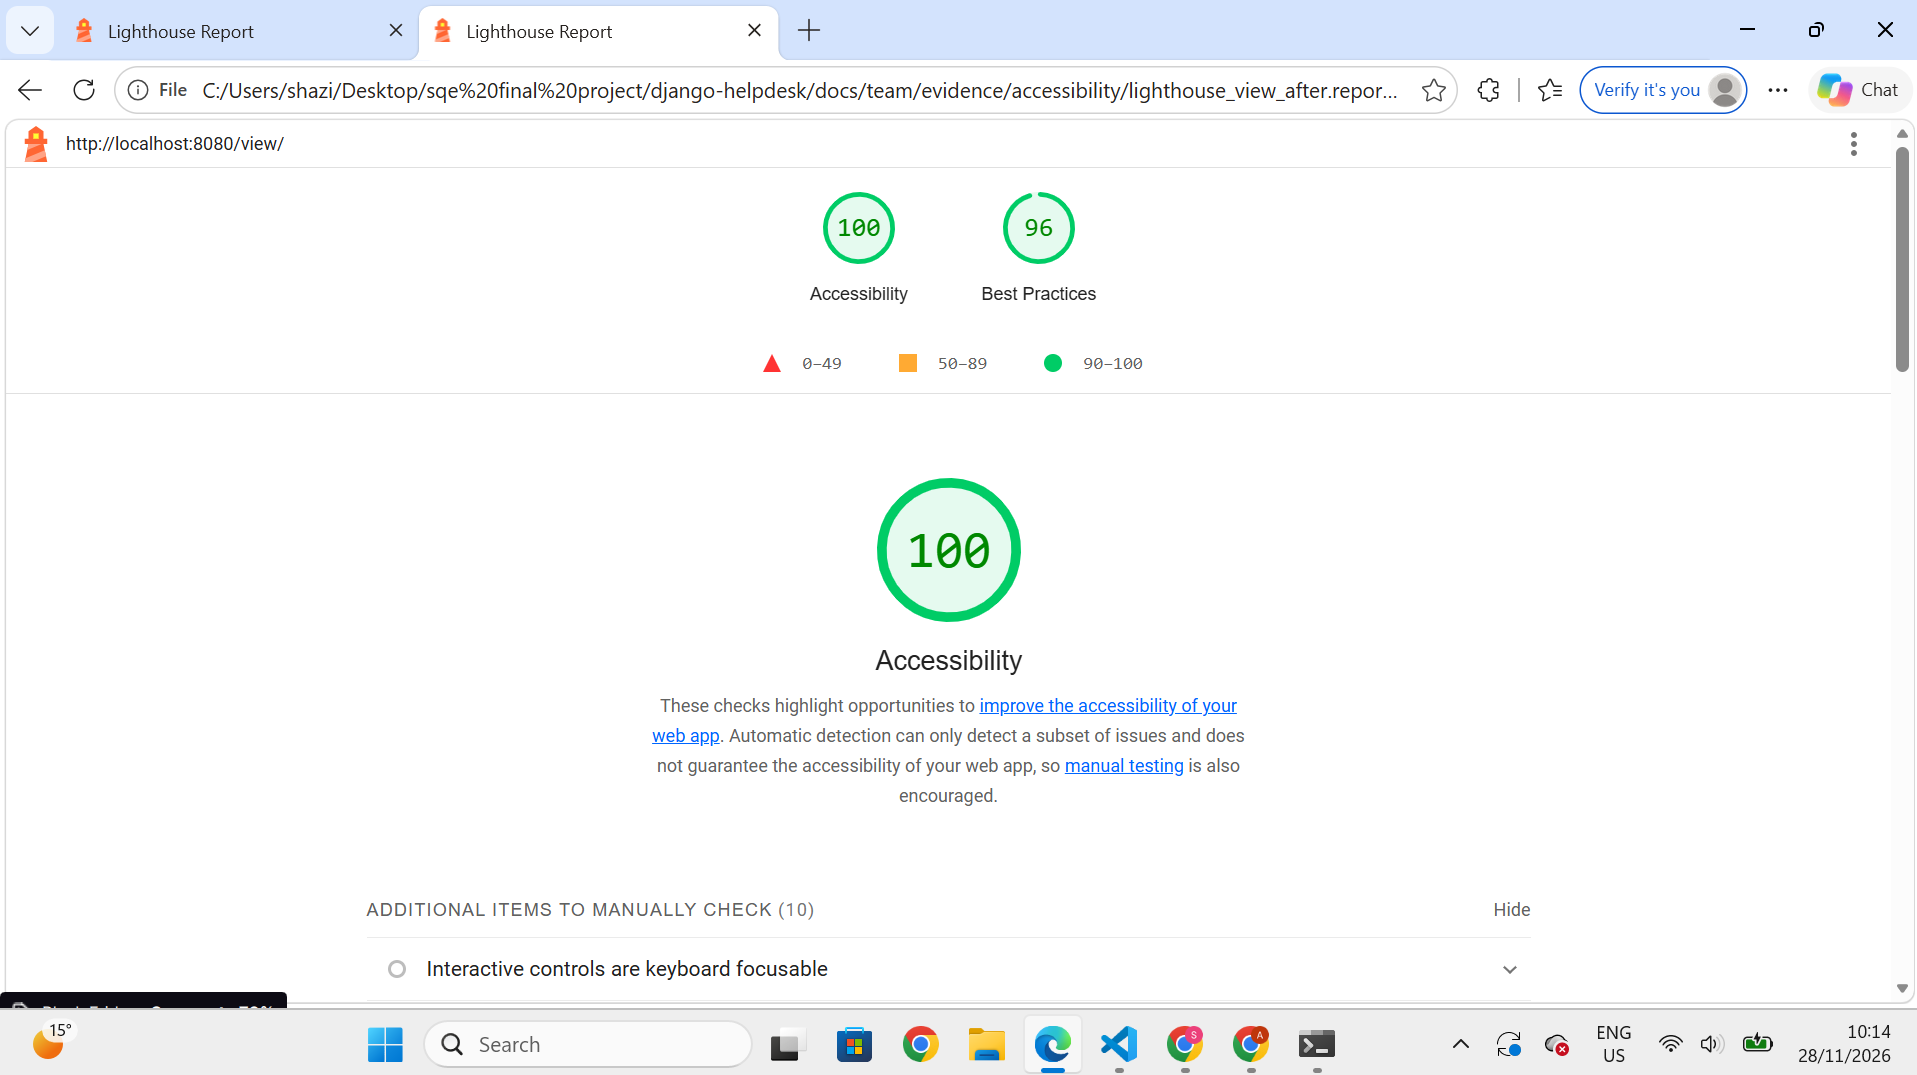 Lighthouse Report
Lighthouse Report
File C:/Users/shazi/Desktop/sqe%20final%20project/django-helpdesk/docs/team/evidence/accessibility/lighthouse_view_after.repor...
Verify it's you
Chat
http://localhost:8080/view/
100
96
Accessibility
Best Practices
0–49
50–89
90–100
100
Accessibility
These checks highlight opportunities to improve the accessibility of your
web app. Automatic detection can only detect a subset of issues and does
not guarantee the accessibility of your web app, so manual testing is also
encouraged.
ADDITIONAL ITEMS TO MANUALLY CHECK (10)
Hide
Interactive controls are keyboard focusable
15°
Search
S
A
ENG
US
10:14
28/11/2026